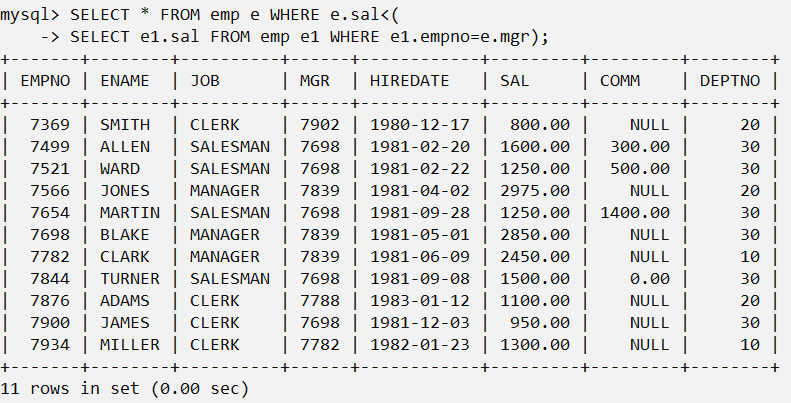 mysql> SELECT * FROM emp e WHERE e.sal<(
    -> SELECT e1.sal FROM emp e1 WHERE e1.empno=e.mgr);
+-------+--------+----------+------+------------+---------+---------+--------+
| EMPNO | ENAME  | JOB      | MGR  | HIREDATE   | SAL     | COMM    | DEPTNO |
+-------+--------+----------+------+------------+---------+---------+--------+
|  7369 | SMITH  | CLERK    | 7902 | 1980-12-17 |  800.00 |    NULL |     20 |
|  7499 | ALLEN  | SALESMAN | 7698 | 1981-02-20 | 1600.00 |  300.00 |     30 |
|  7521 | WARD   | SALESMAN | 7698 | 1981-02-22 | 1250.00 |  500.00 |     30 |
|  7566 | JONES  | MANAGER  | 7839 | 1981-04-02 | 2975.00 |    NULL |     20 |
|  7654 | MARTIN | SALESMAN | 7698 | 1981-09-28 | 1250.00 | 1400.00 |     30 |
|  7698 | BLAKE  | MANAGER  | 7839 | 1981-05-01 | 2850.00 |    NULL |     30 |
|  7782 | CLARK  | MANAGER  | 7839 | 1981-06-09 | 2450.00 |    NULL |     10 |
|  7844 | TURNER | SALESMAN | 7698 | 1981-09-08 | 1500.00 |    0.00 |     30 |
|  7876 | ADAMS  | CLERK    | 7788 | 1983-01-12 | 1100.00 |    NULL |     20 |
|  7900 | JAMES  | CLERK    | 7698 | 1981-12-03 |  950.00 |    NULL |     30 |
|  7934 | MILLER | CLERK    | 7782 | 1982-01-23 | 1300.00 |    NULL |     10 |
+-------+--------+----------+------+------------+---------+---------+--------+
11 rows in set (0.00 sec)